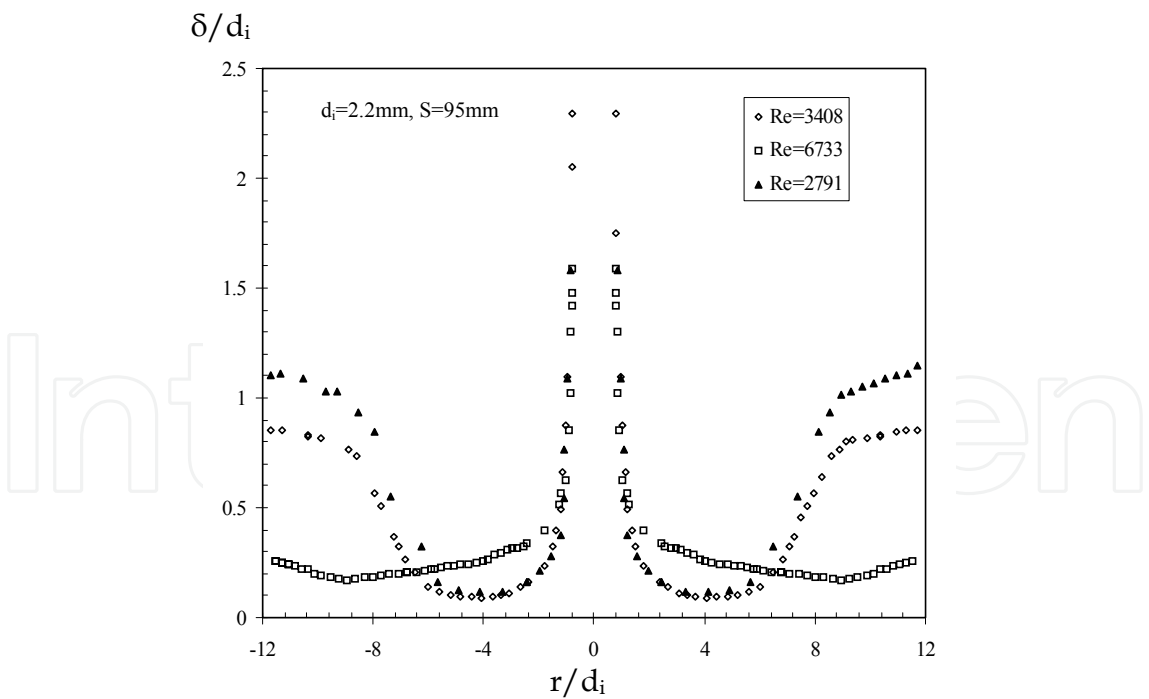 δ/di
2.5
2
1.5
1
0.5
0
di=2.2mm, S=95mm
Re=3408
Re=6733
Re=2791
-12
-8
-4
0
4
8
12
r/di
Inten